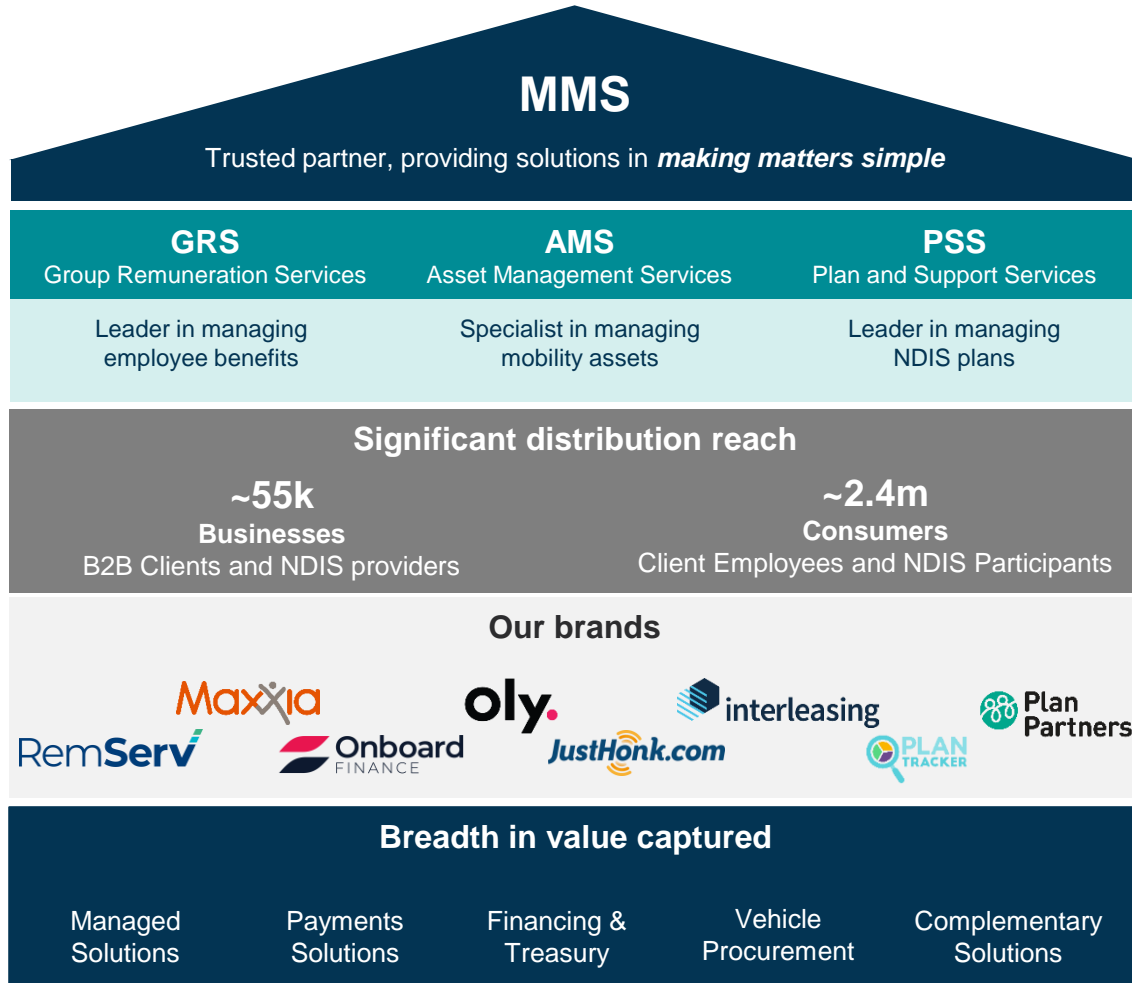 MMS
Trusted partner, providing solutions in making matters simple
GRS
Group Remuneration Services
AMS
Asset Management Services
PSS
Plan and Support Services
Leader in managing
employee benefits
Specialist in managing
mobility assets
Leader in managing
NDIS plans
Significant distribution reach
~55k
Businesses
B2B Clients and NDIS providers
~2.4m
Consumers
Client Employees and NDIS Participants
Our brands
Maxxia
oly.
interleasing
Plan
Partners
RemServ
Onboard
FINANCE
JustHonk.com
PLAN
TRACKER
Breadth in value captured
Managed
Solutions
Payments
Solutions
Financing &
Treasury
Vehicle
Procurement
Complementary
Solutions